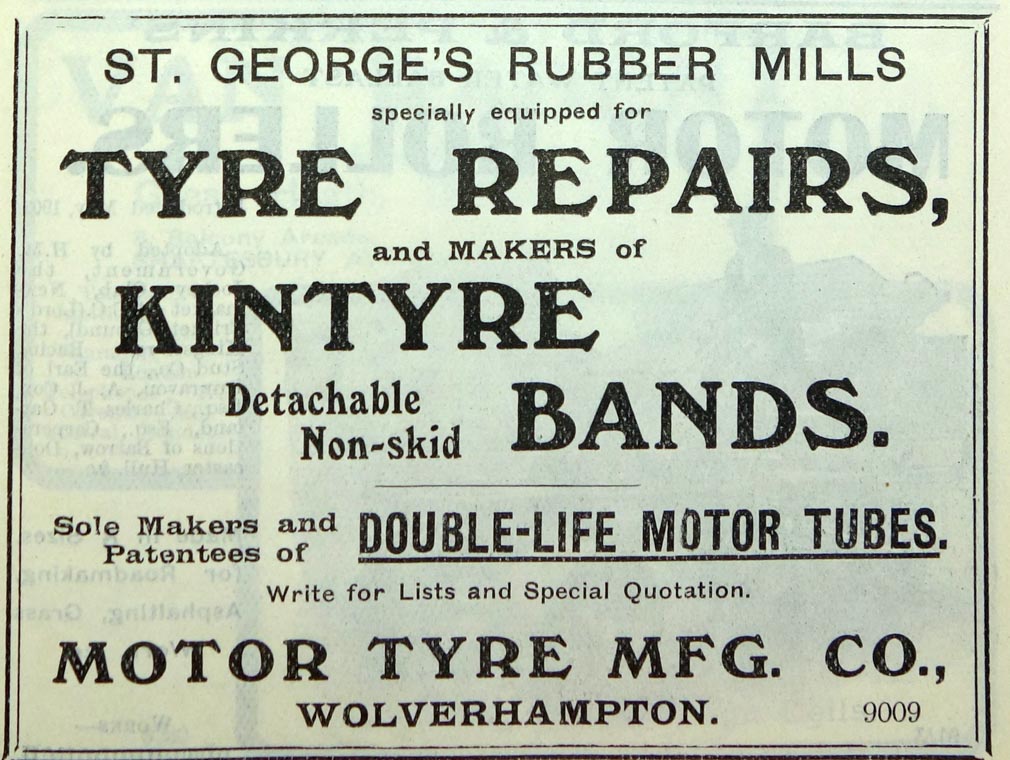 ST. GEORGE'S RUBBER MILLS
specially equipped for
TYRE REPAIRS,
and MAKERS of
KINTYRE
Detachable
Non-skid
BANDS.
Sole Makers and
Patentees of
DOUBLE-LIFE MOTOR TUBES.
Write for Lists and Special Quotation.
MOTOR TYRE MFG. CO.,
WOLVERHAMPTON. 9009